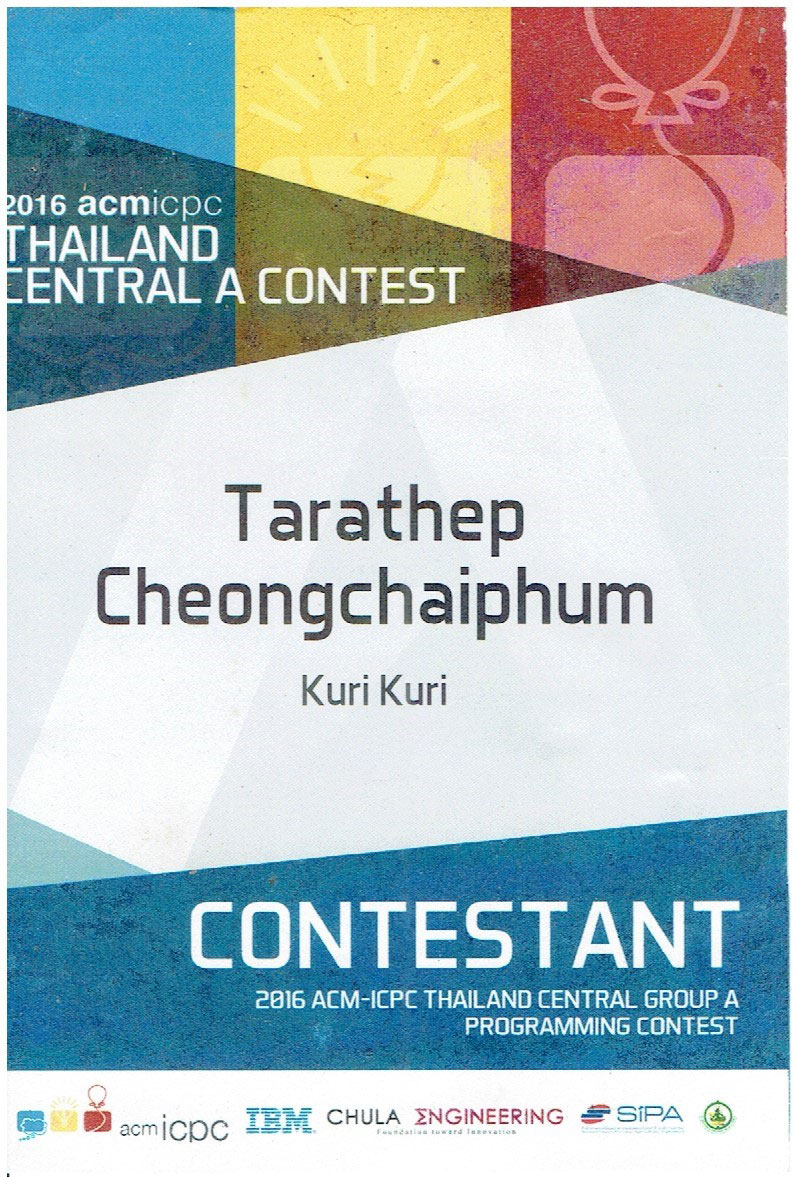 2016 acmicpc
THAILAND
CENTRAL A CONTEST
Tarathep
Cheongchaiphum
Kuri Kuri
CONTESTANT
2016 ACM-ICPC THAILAND CENTRAL GROUP A
PROGRAMMING CONTEST
acmicpc IBM CHULA ΣNGINEERING SiPA
Foundation toward Innovation